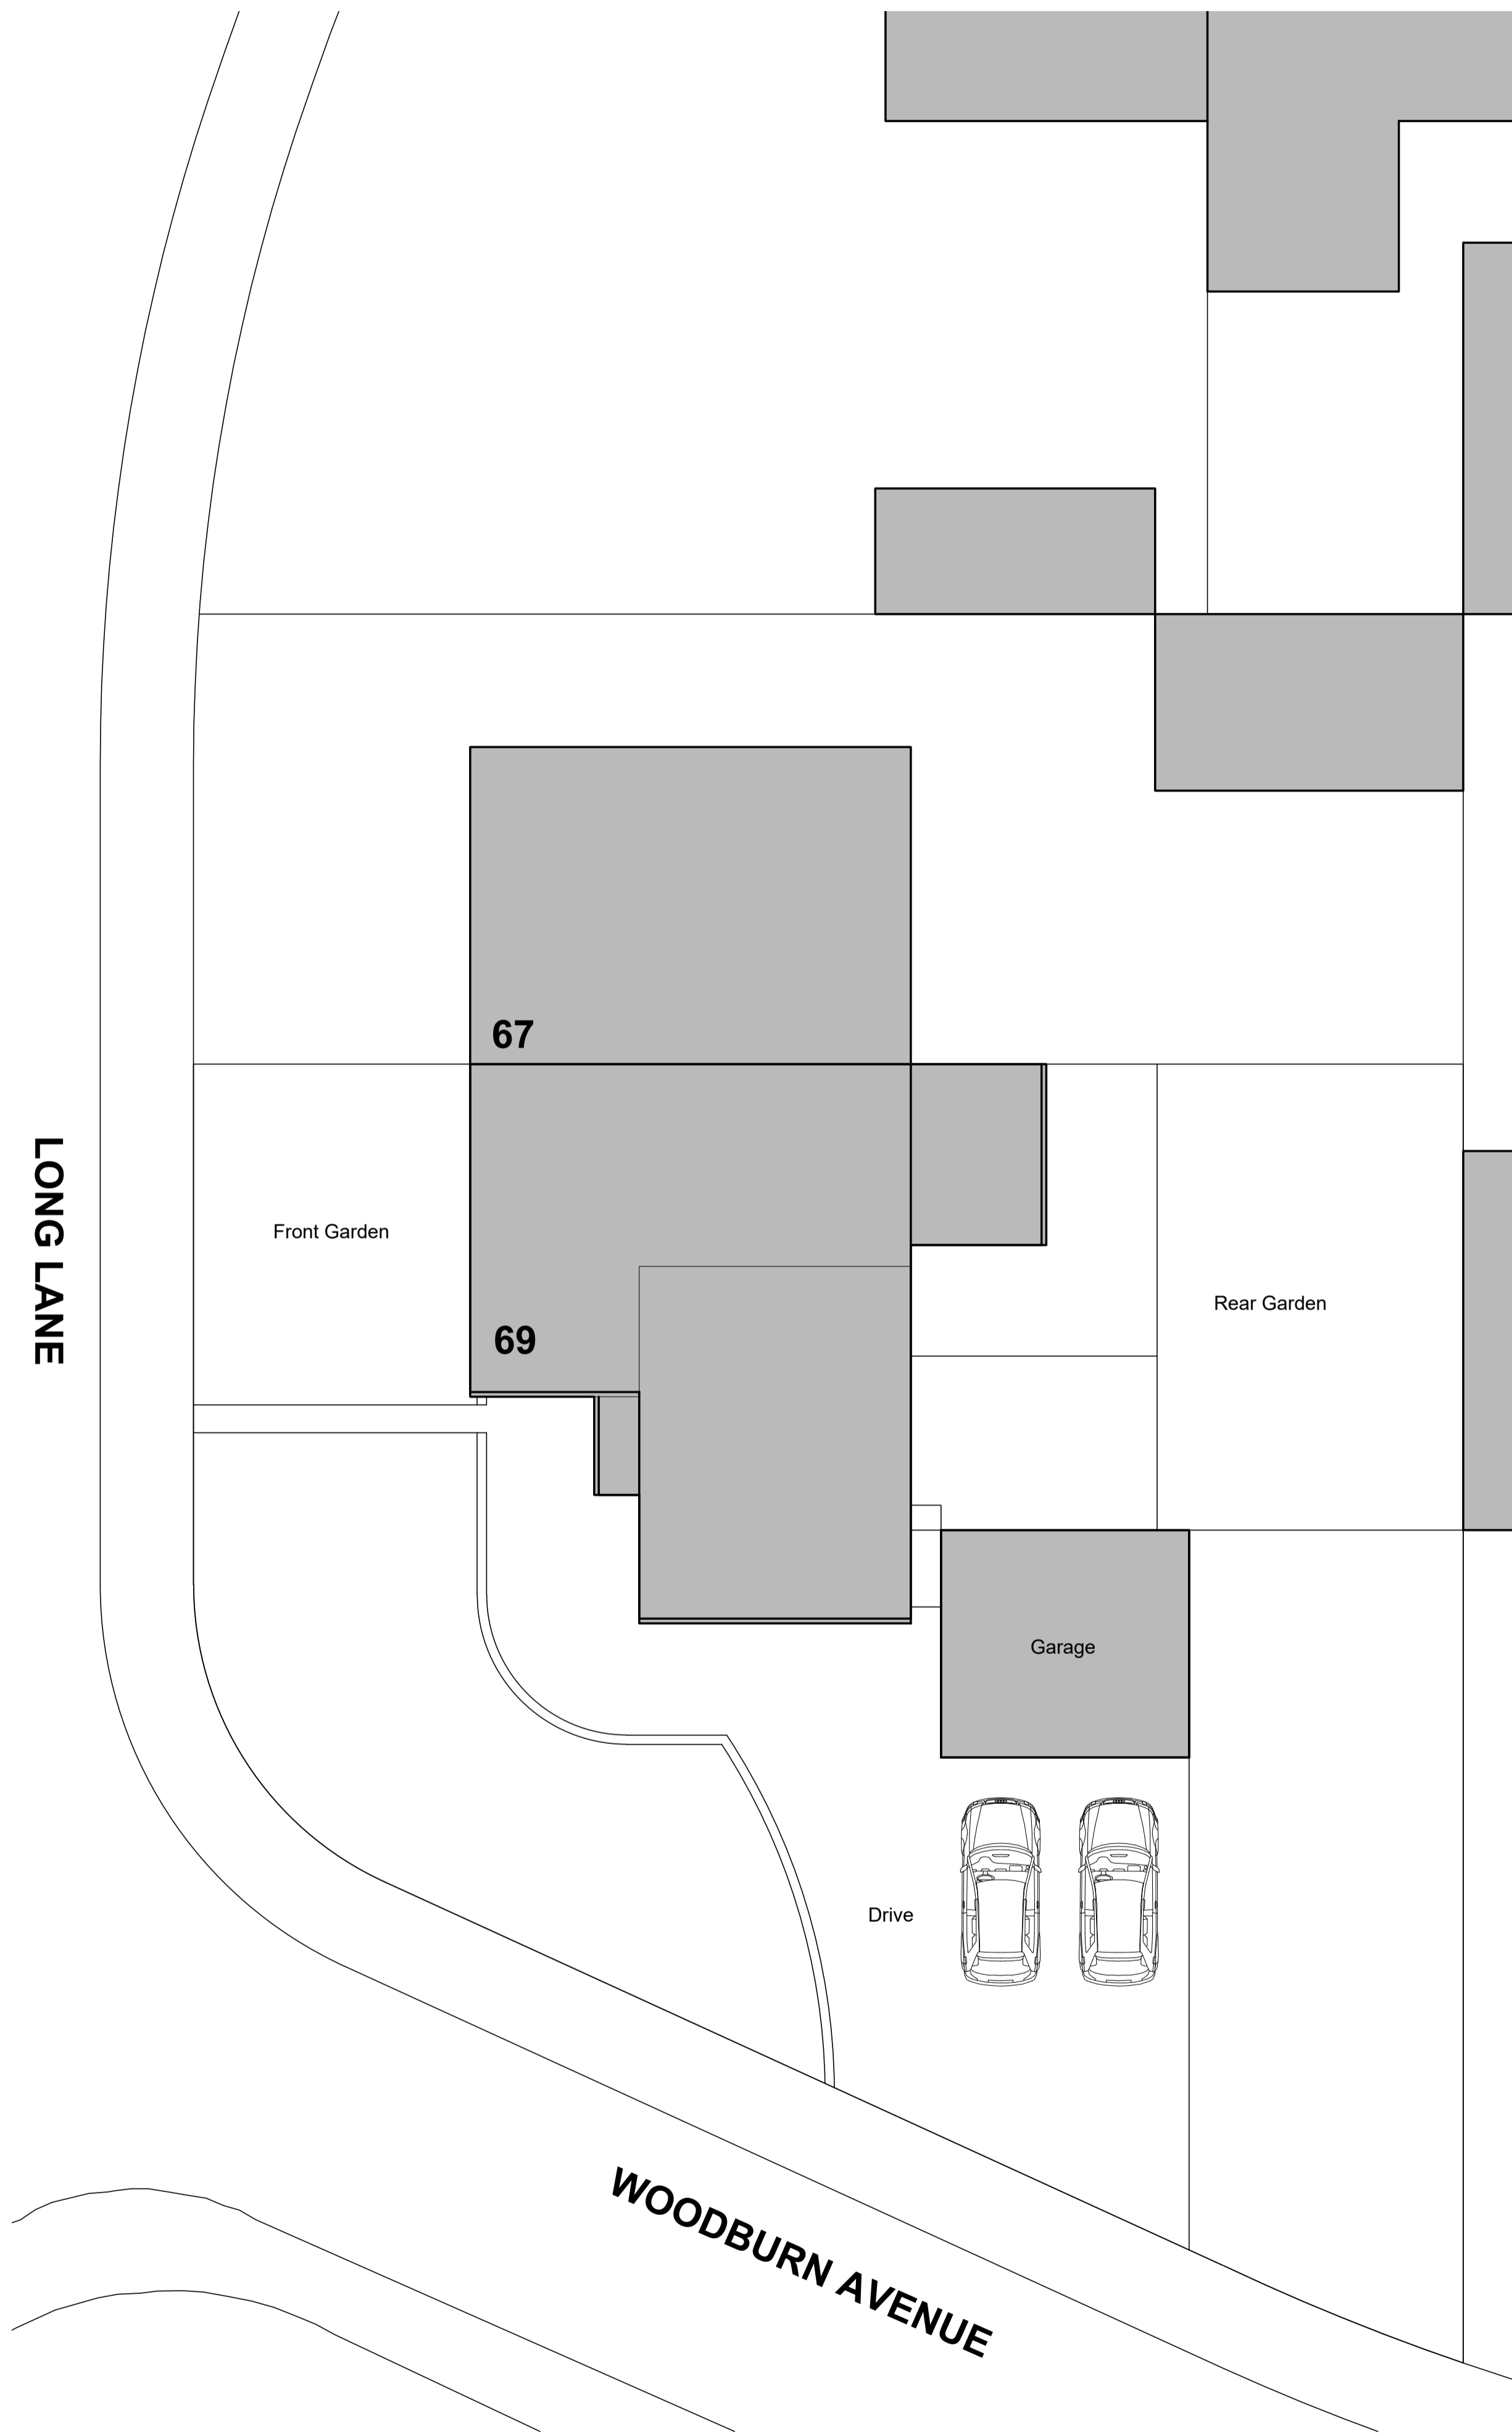 67
LONG LANE
Front Garden
Rear Garden
69
Garage
Drive
WOODBURN AVENUE